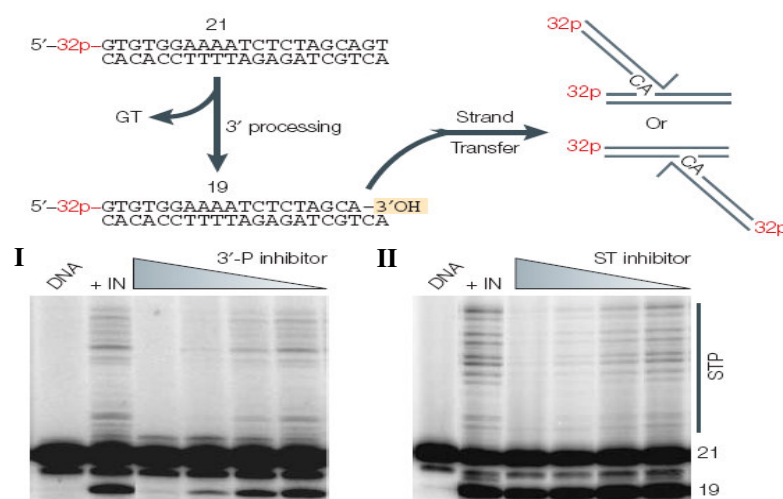 21
5′–32p–GTGTGGAAAATCTCTAGCAGT
CACACCTTTTAGAGATCGTCA
GT
3′ processing
19
5′–32p–GTGTGGAAAATCTCTAGCA–3′OH
CACACCTTTTAGAGATCGTCA
Strand
Transfer
32p
CA
32p
Or
32p
CA
32p
I
DNA
+ IN
3′-P inhibitor
II
DNA
+ IN
ST inhibitor
STP
21
19